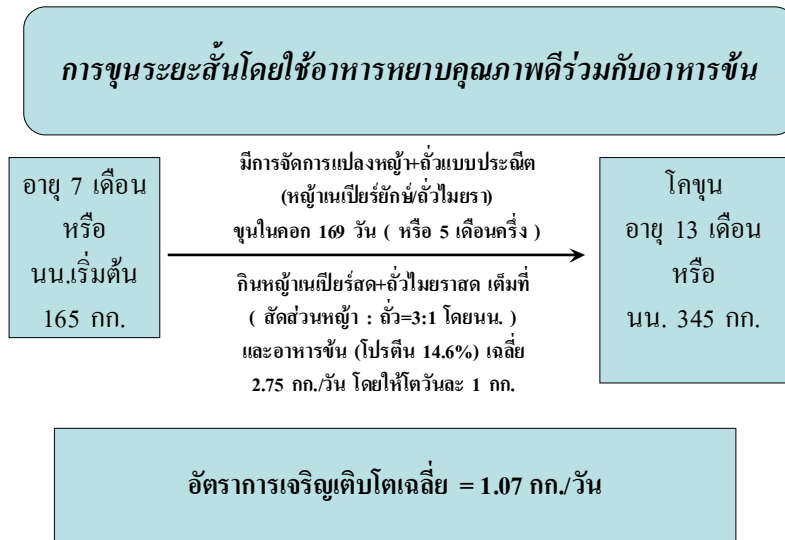 การขุนระยะสั้นโดยใช้อาหารหยาบคุณภาพดีร่วมกับอาหารข้น
อายุ 7 เดือน
หรือ
นน.เริ่มต้น
165 กก.
มีการจัดการแปลงหญ้า+ถั่วแบบประณีต
(หญ้าเนเปียร์ยักษ์/ถั่วไมยรา)
ขุนในคอก 169 วัน ( หรือ 5 เดือนครึ่ง )
กินหญ้าเนเปียร์สด+ถั่วไมยราสด เต็มที่
( สัดส่วนหญ้า : ถั่ว=3:1 โดยนน. )
และอาหารข้น (โปรตีน 14.6%) เฉลี่ย
2.75 กก./วัน โดยให้โตวันละ 1 กก.
โคขุน
อายุ 13 เดือน
หรือ
นน. 345 กก.
อัตราการเจริญเติบโตเฉลี่ย = 1.07 กก./วัน